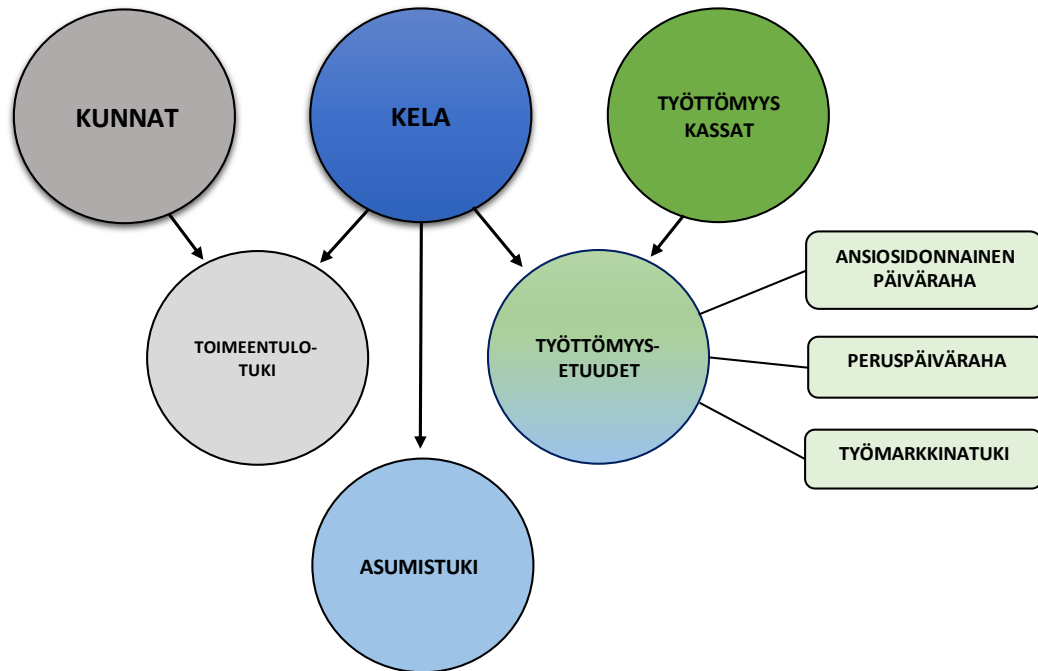 KUNNAT
KELA
TYÖTTÖMYYS
KASSAT
ANSIOSIDONNAINEN
PÄIVÄRAHA
TOIMEENTULO-
TUKI
TYÖTTÖMYYS-
ETUUDET
PERUSPÄIVÄRAHA
TYÖMARKKINATUKI
ASUMISTUKI